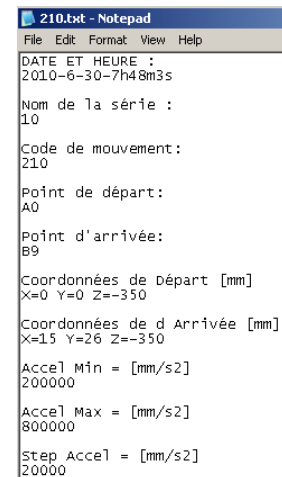 210.txt - Notepad
File Edit Format View Help
DATE ET HEURE :
2010-6-30-7h48m3s
Nom de la série :
10
Code de mouvement:
210
Point de départ:
A0
Point d'arrivée:
B9
Coordonnées de Départ [mm]
X=0 Y=0 Z=-350
Coordonnées de d Arrivée [mm]
X=15 Y=26 Z=-350
Accel Min = [mm/s2]
200000
Accel Max = [mm/s2]
800000
Step Accel = [mm/s2]
20000